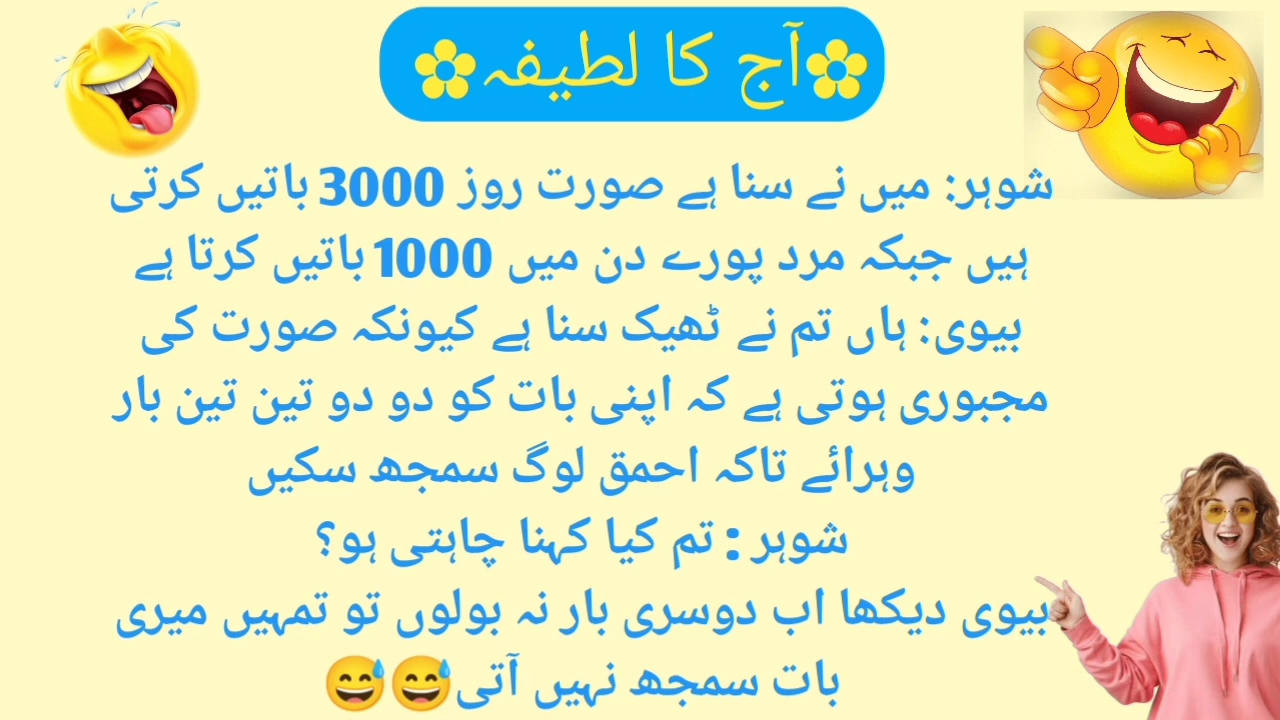 آج کا لطیفہ
شوہر: میں نے سنا ہے صورت روز 3000 باتیں کرتی
ہیں جبکہ مرد پورے دن میں 1000 باتیں کرتا ہے
بیوی: ہاں تم نے ٹھیک سنا ہے کیونکہ صورت کی
مجبوری ہوتی ہے کہ اپنی بات کو دو دو تین تین بار
وہرائے تاکہ احمق لوگ سمجھ سکیں
شوہر : تم کیا کہنا چاہتی ہو؟
بیوی دیکھا اب دوسری بار نہ بولوں تو تمہیں میری
بات سمجھ نہیں آتی😅😅